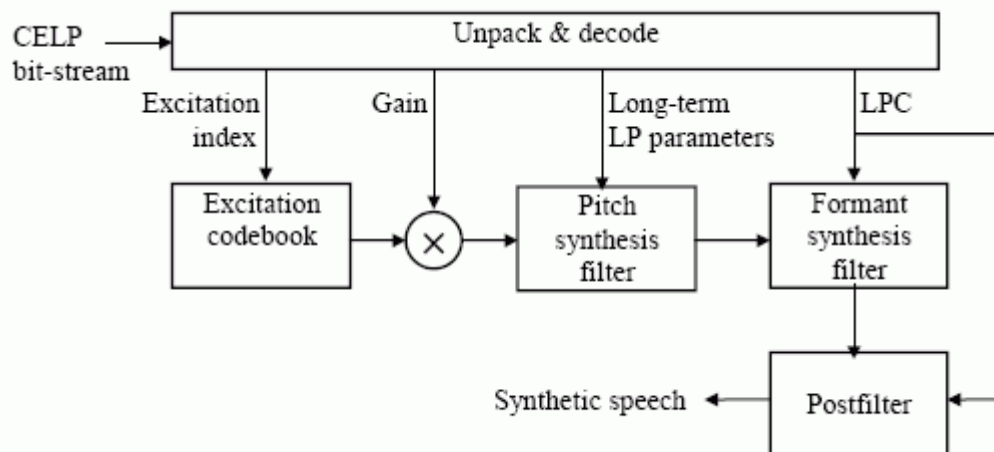 CELP
bit-stream
Unpack & decode
Excitation
index
Gain
Long-term
LP parameters
LPC
Excitation
codebook
×
Pitch
synthesis
filter
Formant
synthesis
filter
Synthetic speech
Postfilter